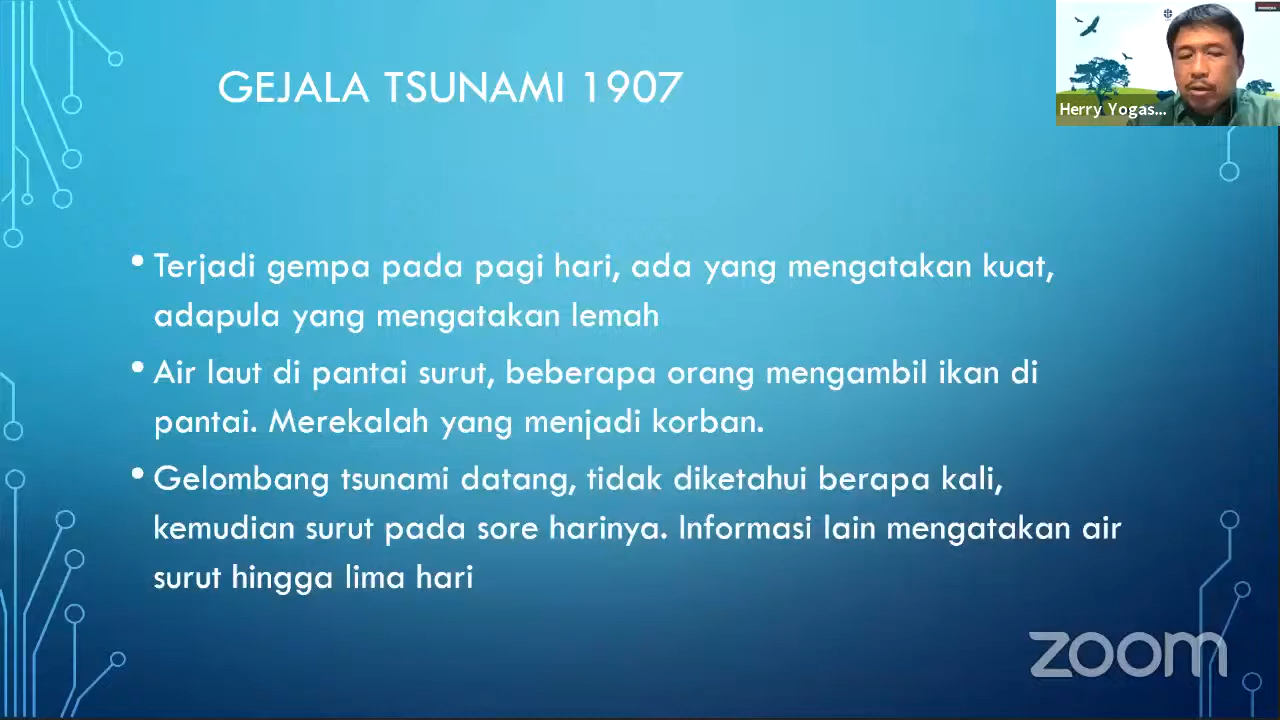 GEJALA TSUNAMI 1907
Herry Yogas...
• Terjadi gempa pada pagi hari, ada yang mengatakan kuat,
adapula yang mengatakan lemah
• Air laut di pantai surut, beberapa orang mengambil ikan di
pantai. Merekalah yang menjadi korban.
• Gelombang tsunami datang, tidak diketahui berapa kali,
kemudian surut pada sore harinya. Informasi lain mengatakan air
surut hingga lima hari
zoom